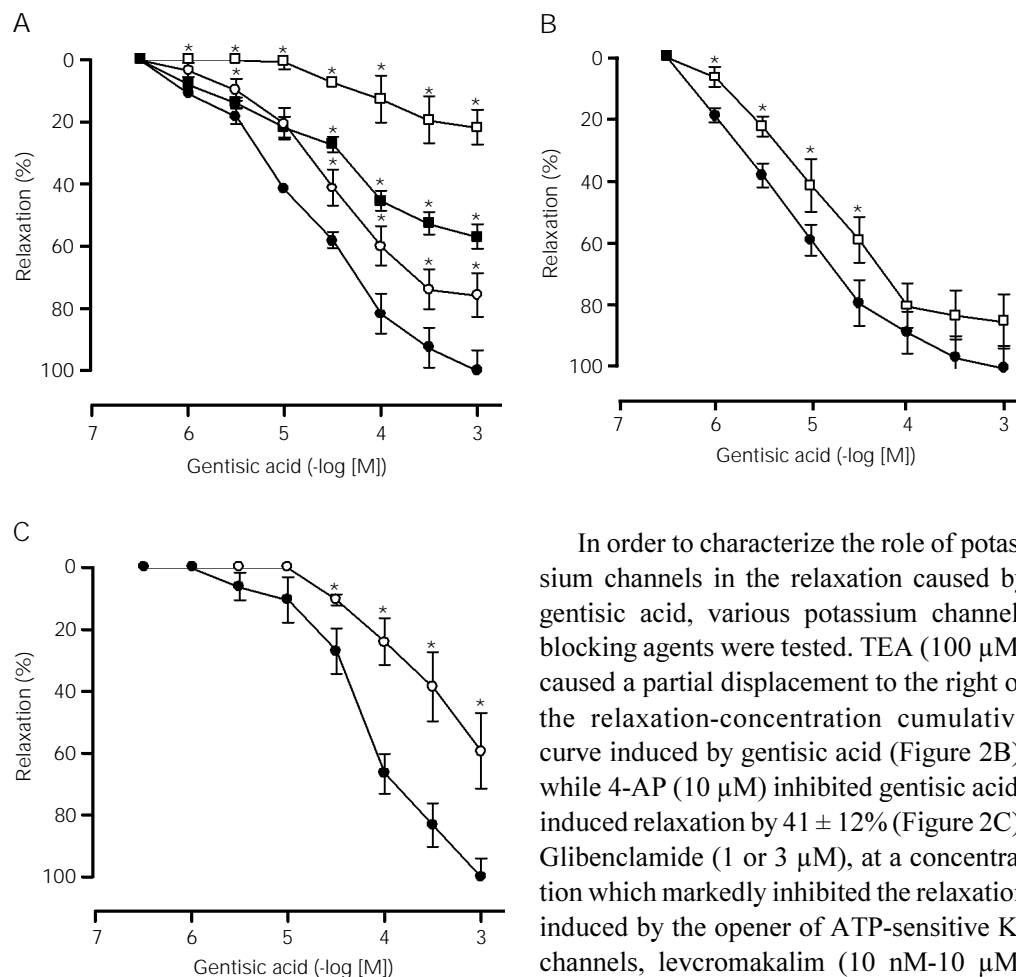 A
0
20
40
60
80
100
Relaxation (%)
* * * * * * *
7 6 5 4 3
Gentisic acid (-log [M])
B
0
20
40
60
80
100
Relaxation (%)
* * * *
7 6 5 4 3
Gentisic acid (-log [M])
C
0
20
40
60
80
100
Relaxation (%)
* * * *
7 6 5 4 3
Gentisic acid (-log [M])
In order to characterize the role of potas-
sium channels in the relaxation caused by
gentisic acid, various potassium channel
blocking agents were tested. TEA (100 µM)
caused a partial displacement to the right of
the relaxation-concentration cumulativ
curve induced by gentisic acid (Figure 2B)
while 4-AP (10 µM) inhibited gentisic acid
induced relaxation by 41 ± 12% (Figure 2C)
Glibenclamide (1 or 3 µM), at a concentra
tion which markedly inhibited the relaxation
induced by the opener of ATP-sensitive K
channels, levcromakalim (10 nM-10 µM